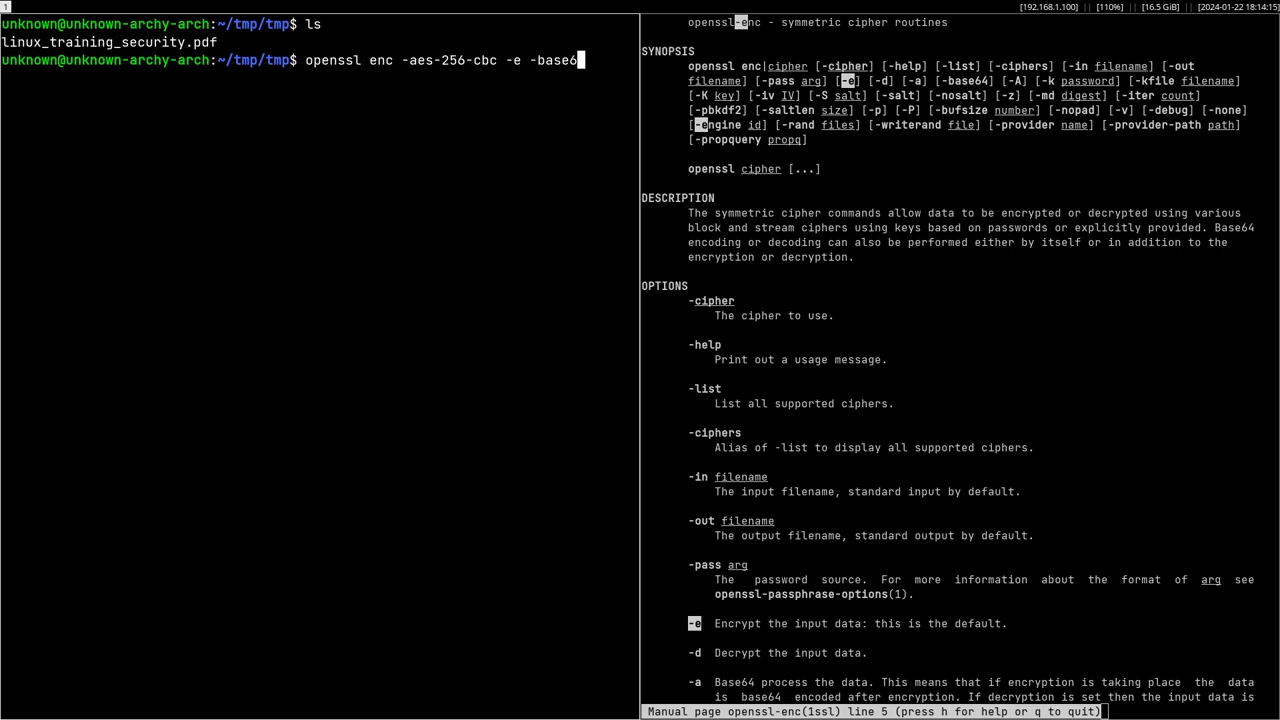 1
[192.168.1.100] || [110%] || [16.5 GiB] || [2024-01-22 18:14:15]
unknown@unknown-archy-arch:~/tmp/tmp$ ls
linux_training_security.pdf
unknown@unknown-archy-arch:~/tmp/tmp$ openssl enc -aes-256-cbc -e -base6
openssl-enc - symmetric cipher routines
SYNOPSIS
openssl enc|cipher [-cipher] [-help] [-list] [-ciphers] [-in filename] [-out
filename] [-pass arg] [-e] [-d] [-a] [-base64] [-A] [-k password] [-kfile filename]
[-K key] [-iv IV] [-S salt] [-salt] [-nosalt] [-z] [-md digest] [-iter count]
[-pbkdf2] [-saltlen size] [-p] [-P] [-bufsize number] [-nopad] [-v] [-debug] [-none]
[-engine id] [-rand files] [-writerand file] [-provider name] [-provider-path path]
[-propquery propq]
openssl cipher [...]
DESCRIPTION
The symmetric cipher commands allow data to be encrypted or decrypted using various
block and stream ciphers using keys based on passwords or explicitly provided. Base64
encoding or decoding can also be performed either by itself or in addition to the
encryption or decryption.
OPTIONS
-cipher
The cipher to use.
-help
Print out a usage message.
-list
List all supported ciphers.
-ciphers
Alias of -list to display all supported ciphers.
-in filename
The input filename, standard input by default.
-out filename
The output filename, standard output by default.
-pass arg
The password source. For more information about the format of arg see
openssl-passphrase-options(1).
-e Encrypt the input data: this is the default.
-d Decrypt the input data.
-a Base64 process the data. This means that if encryption is taking place the data
is base64 encoded after encryption. If decryption is set then the input data is
Manual page openssl-enc(1ssl) line 5 (press h for help or q to quit)